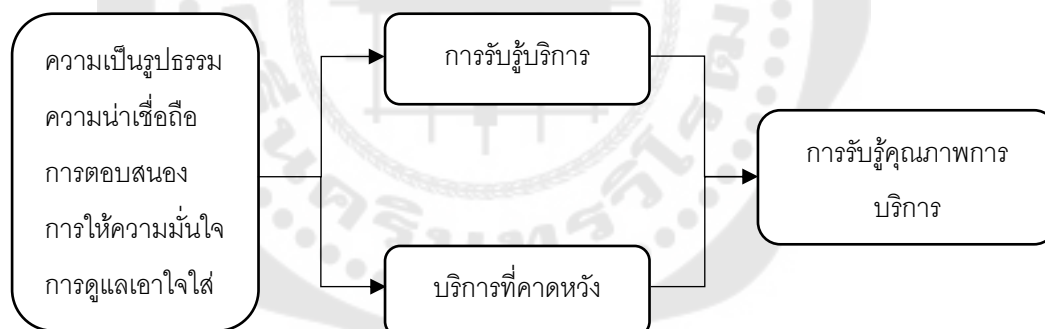 ความเป็นรูปธรรม
ความน่าเชื่อถือ
การตอบสนอง
การให้ความมั่นใจ
การดูแลเอาใจใส่
การรับรู้บริการ
บริการที่คาดหวัง
การรับรู้คุณภาพการ
บริการ